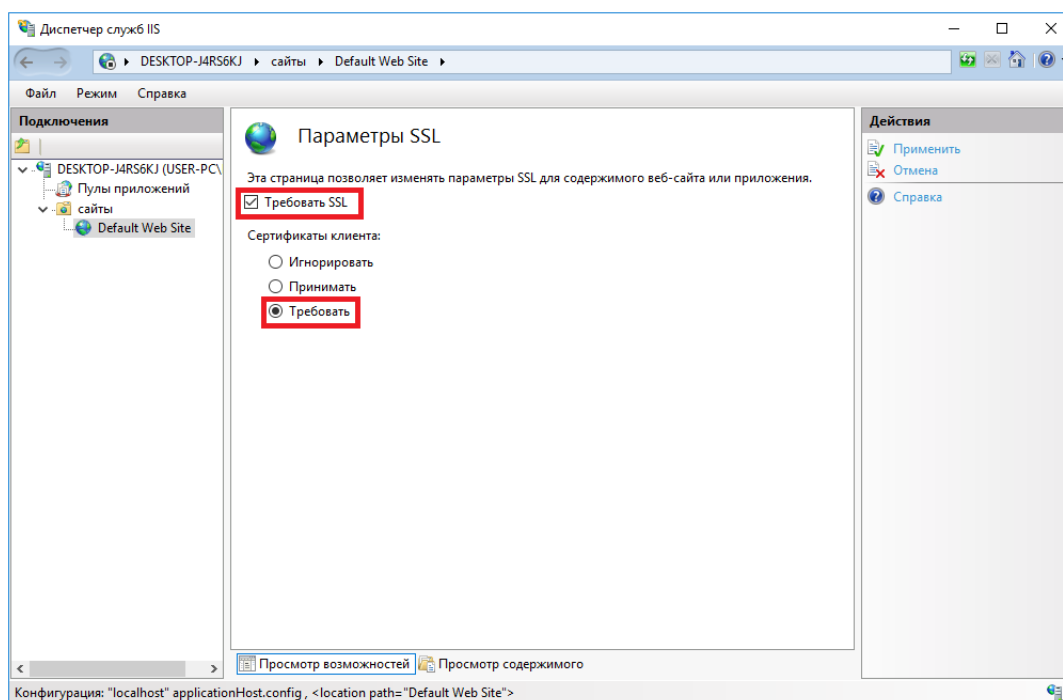 Диспетчер служб IIS
DESKTOP-J4RS6KJ сайты Default Web Site
Файл Режим Справка
Подключения
DESKTOP-J4RS6KJ (USER-PC\
Пулы приложений
сайты
Default Web Site
Параметры SSL
Эта страница позволяет изменять параметры SSL для содержимого веб-сайта или приложения.
Требовать SSL
Сертификаты клиента:
Игнорировать
Принимать
Требовать
Действия
Применить
Отмена
Справка
Просмотр возможностей Просмотр содержимого
Конфигурация: "localhost" applicationHost.config , <location path="Default Web Site">